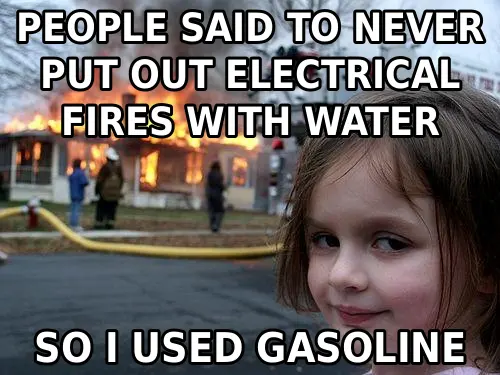 PEOPLE SAID TO NEVER
PUT OUT ELECTRICAL
FIRES WITH WATER
SO I USED GASOLINE